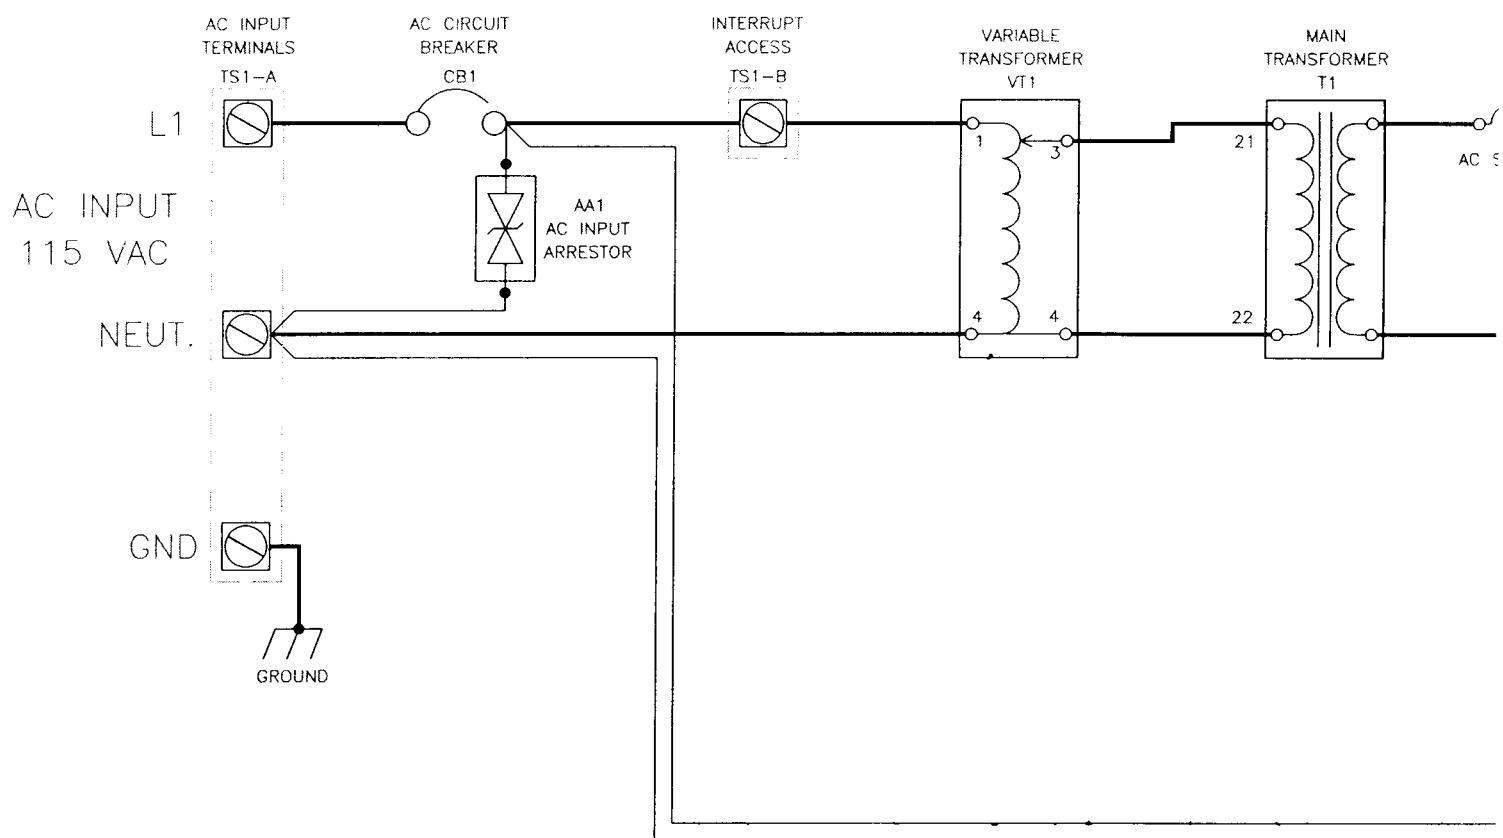 AC INPUT
TERMINALS
TS1-A
AC CIRCUIT
BREAKER
CB1
INTERRUPT
ACCESS
TS1-B
VARIABLE
TRANSFORMER
VT1
MAIN
TRANSFORMER
T1
L1
1
3
21
AC S
AC INPUT
115 VAC
AA1
AC INPUT
ARRESTOR
NEUT.
4
4
22
GND
GROUND